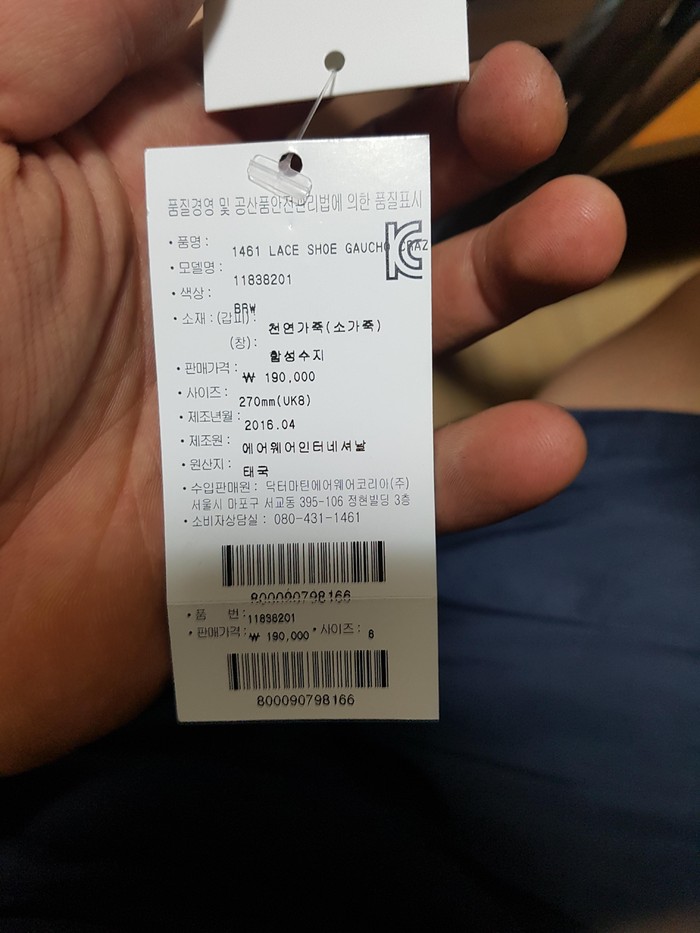 품질경영 및 공산품안전관리법에 의한 품질표시
• 품명 : 1461 LACE SHOE GAUCHO CRAZ
KC
• 모델명 : 11838201
• 색상 : BRW
• 소재 : (갑피) : 천연가죽(소가죽)
(창) : 합성수지
• 판매가격 : ₩ 190,000
• 사이즈 : 270mm(UK8)
• 제조년월 : 2016.04
• 제조원 : 에어웨어인터네셔날
• 원산지 : 태국
• 수입판매원 : 닥터마틴에어웨어코리아(주)
서울시 마포구 서교동 395-106 정현빌딩 3층
• 소비자상담실 : 080-431-1461
800090798166
• 품 번 : 11838201
• 판매가격 : ₩ 190,000 • 사이즈 : 8
800090798166